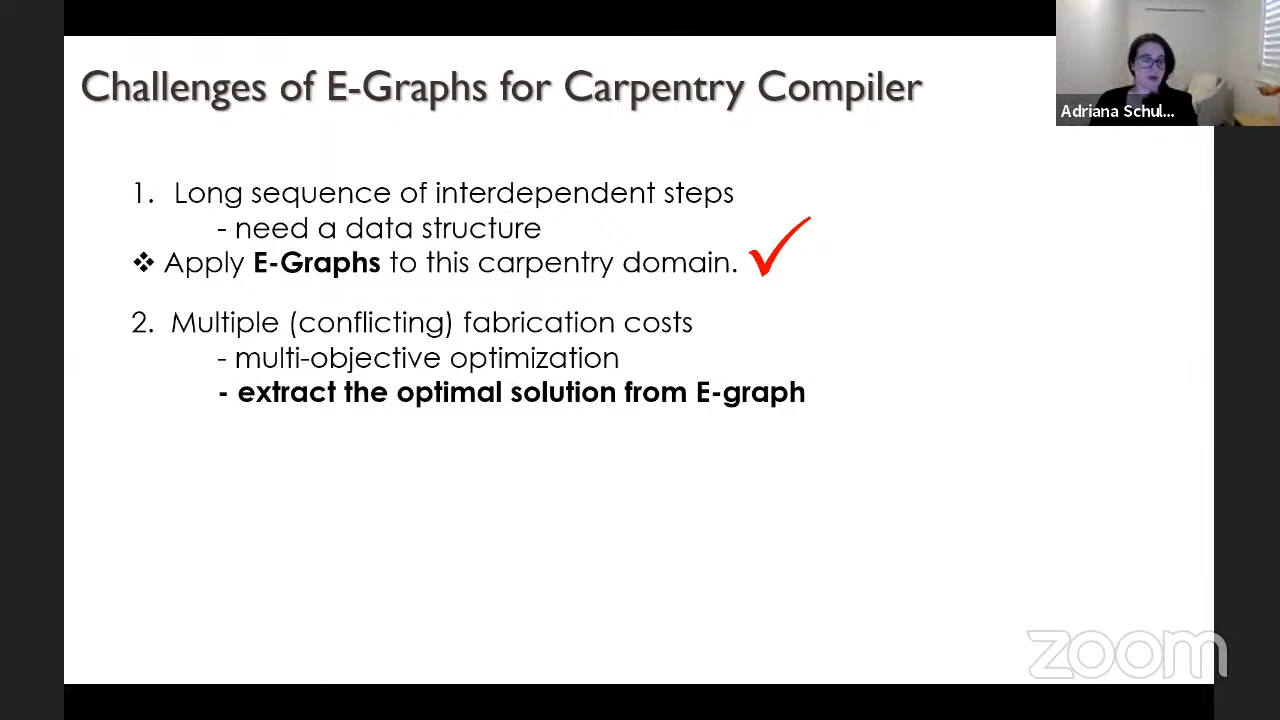 Challenges of E-Graphs for Carpentry Compiler
Adriana Schul...
1. Long sequence of interdependent steps
- need a data structure
❖ Apply E-Graphs to this carpentry domain.
2. Multiple (conflicting) fabrication costs
- multi-objective optimization
- extract the optimal solution from E-graph
zoom